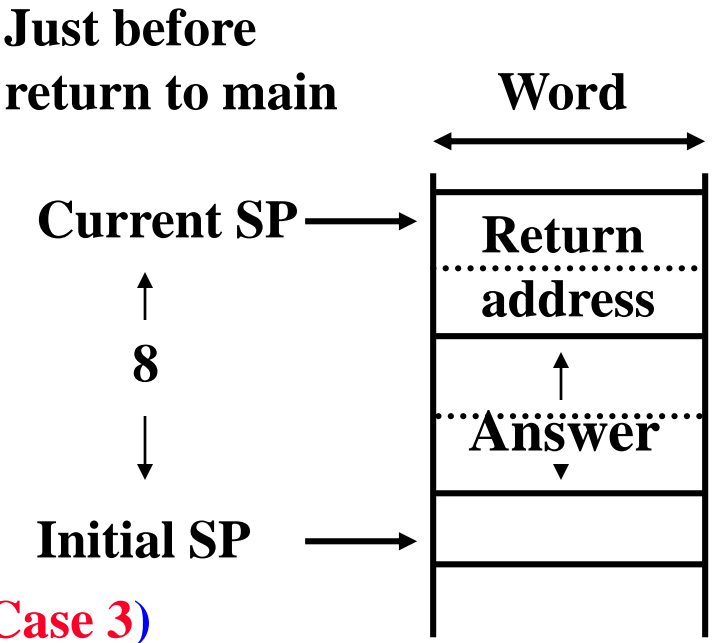 Just before
return to main
Word
Current SP
Return
address
8
Answer
Initial SP
Case 3)